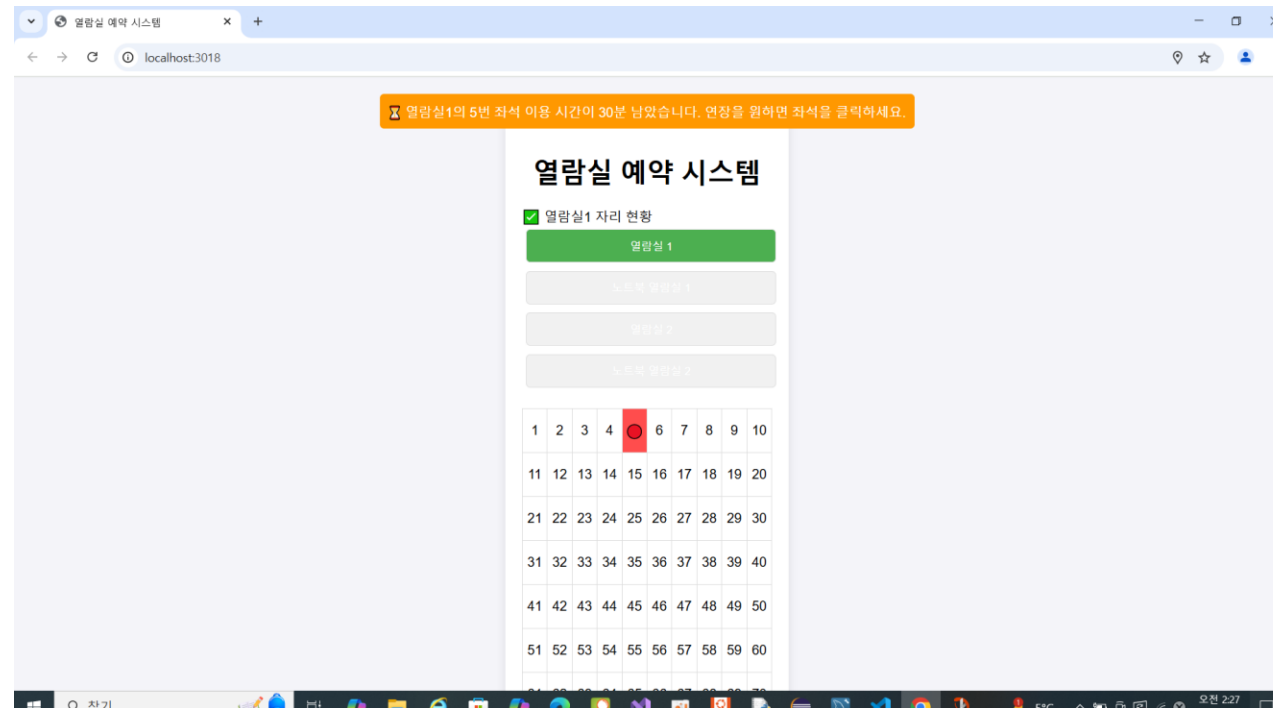 열람실 예약 시스템
localhost:3018
⏳ 열람실1의 5번 좌석 이용 시간이 30분 남았습니다. 연장을 원하면 좌석을 클릭하세요.
열람실 예약 시스템
✅ 열람실1 자리 현황
열람실 1
노트북 열람실 1
열람실 2
노트북 열람실 2
1 2 3 4 6 7 8 9 10
11 12 13 14 15 16 17 18 19 20
21 22 23 24 25 26 27 28 29 30
31 32 33 34 35 36 37 38 39 40
41 42 43 44 45 46 47 48 49 50
51 52 53 54 55 56 57 58 59 60
찾기
5°C
오전 2:27